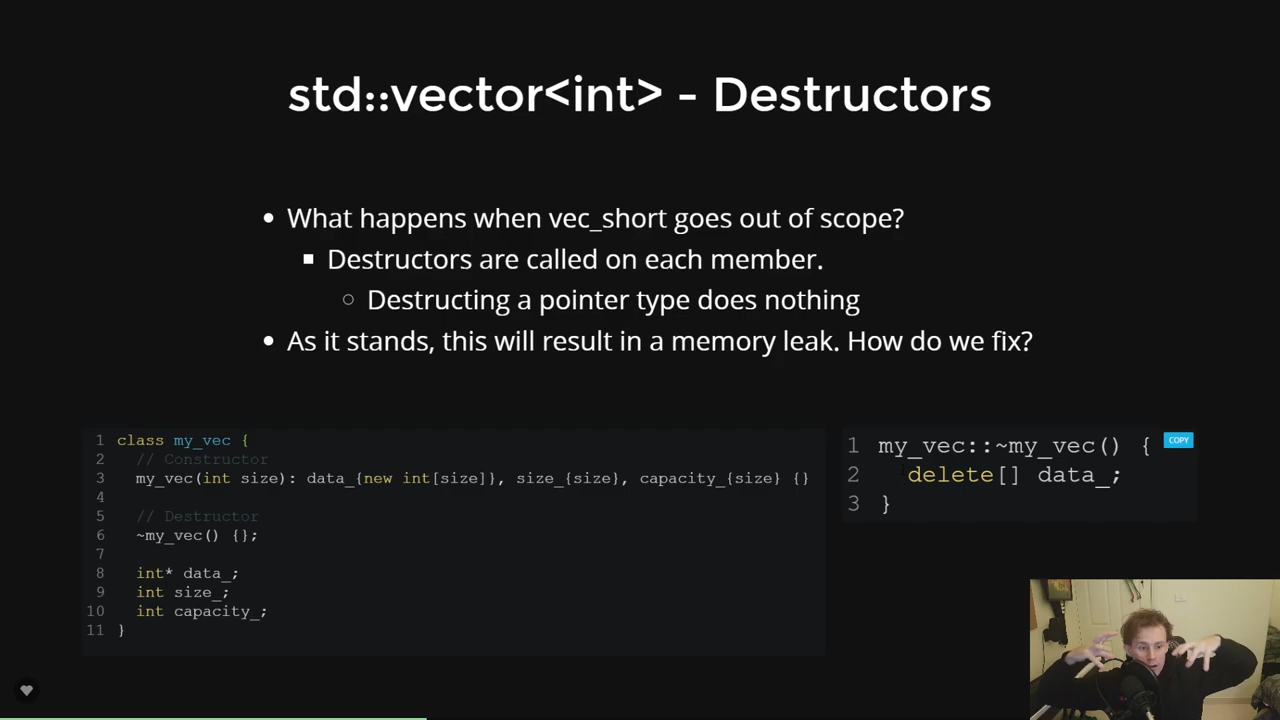 std::vector<int> - Destructors
What happens when vec_short goes out of scope?
Destructors are called on each member.
Destructing a pointer type does nothing
As it stands, this will result in a memory leak. How do we fix?
1 class my_vec {
2 // Constructor
3 my_vec(int size): data_{new int[size]}, size_{size}, capacity_{size} {}
4
5 // Destructor
6 ~my_vec() {};
7
8 int* data_;
9 int size_;
10 int capacity_;
11 }
1 my_vec::~my_vec() {
2 delete[] data_;
3 }
COPY